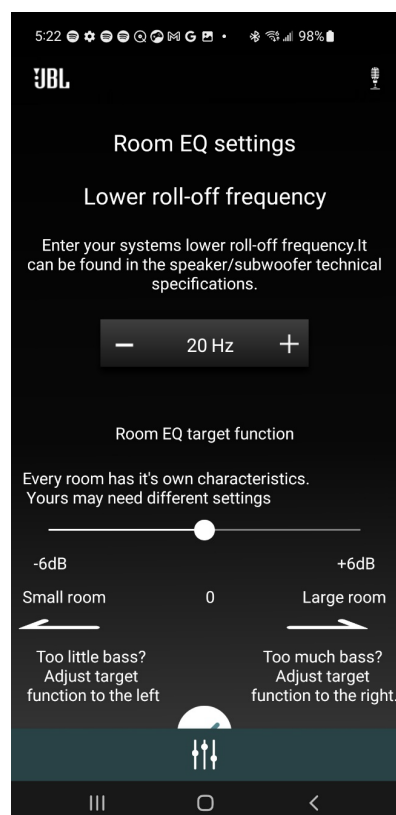 5:22 98%
JBL
Room EQ settings
Lower roll-off frequency
Enter your systems lower roll-off frequency.It
can be found in the speaker/subwoofer technical
specifications.
− 20 Hz +
Room EQ target function
Every room has it's own characteristics.
Yours may need different settings
-6dB +6dB
Small room 0 Large room
Too little bass? Too much bass?
Adjust target Adjust target
function to the left function to the right.